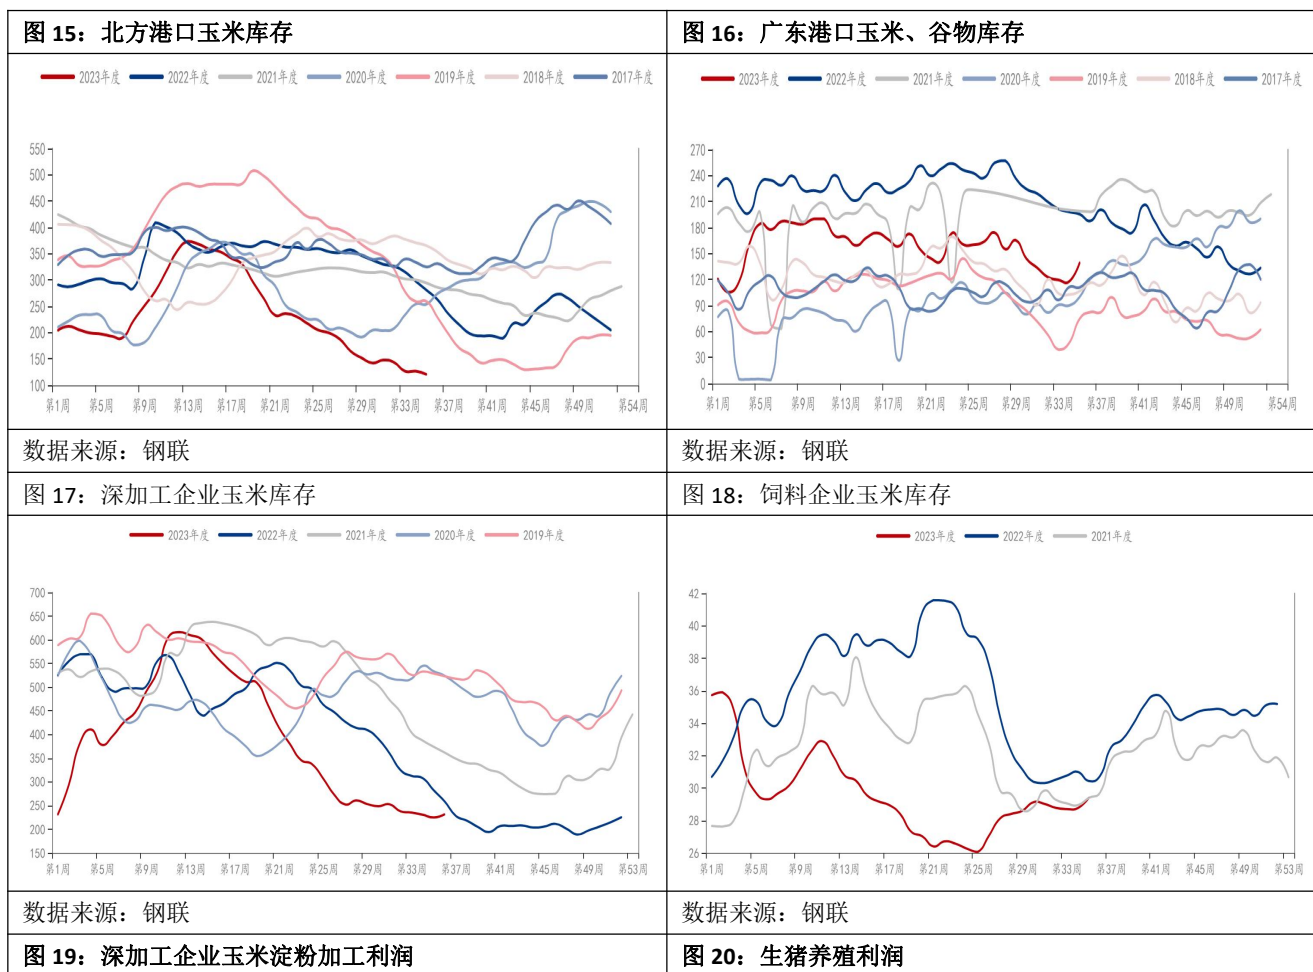 图 15：北方港口玉米库存
2023年度 2022年度 2021年度 2020年度 2019年度 2018年度 2017年度
550
500
450
400
350
300
250
200
150
100
第1周 第5周 第9周 第13周 第17周 第21周 第25周 第29周 第33周 第37周 第41周 第45周 第49周 第54周
数据来源：钢联
图 16：广东港口玉米、谷物库存
2023年度 2022年度 2021年度 2020年度 2019年度 2018年度 2017年度
270
240
210
180
150
120
90
60
30
0
第1周 第5周 第9周 第13周 第17周 第21周 第25周 第29周 第33周 第37周 第41周 第45周 第49周 第54周
数据来源：钢联
图 17：深加工企业玉米库存
2023年度 2022年度 2021年度 2020年度 2019年度
700
650
600
550
500
450
400
350
300
250
200
150
第1周 第5周 第9周 第13周 第17周 第21周 第25周 第29周 第33周 第37周 第41周 第45周 第49周 第53周
数据来源：钢联
图 18：饲料企业玉米库存
2023年度 2022年度 2021年度
42
40
38
36
34
32
30
28
26
第1周 第5周 第9周 第13周 第17周 第21周 第25周 第29周 第33周 第37周 第41周 第45周 第49周 第53周
数据来源：钢联
图 19：深加工企业玉米淀粉加工利润
图 20：生猪养殖利润